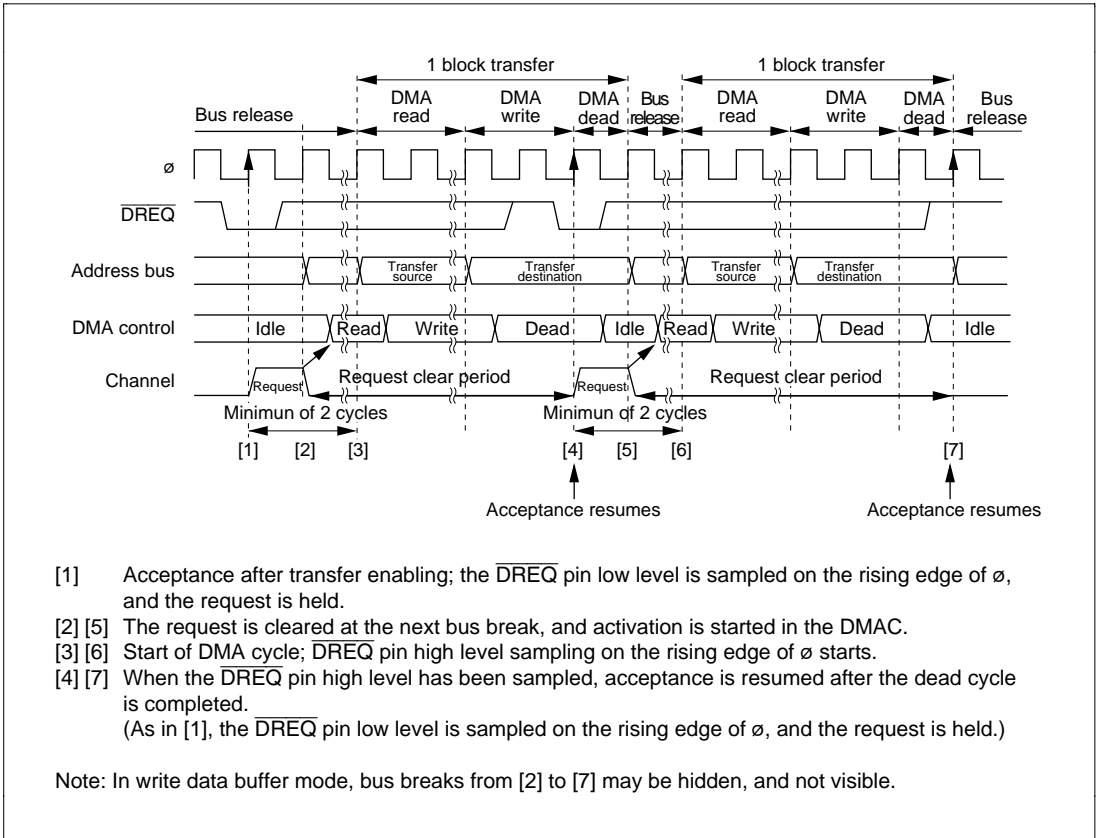 1 block transfer 1 block transfer
Bus release DMA read DMA write DMA dead Bus release DMA read DMA write DMA dead Bus release
ø
DREQ
Address bus Transfer source Transfer destination Transfer source Transfer destination
DMA control Idle Read Write Dead Idle Read Write Dead Idle
Channel Request Request clear period Request Request clear period
Minimun of 2 cycles Minimun of 2 cycles
[1] [2] [3] [4] [5] [6] [7]
Acceptance resumes Acceptance resumes
[1] Acceptance after transfer enabling; the DREQ pin low level is sampled on the rising edge of ø,
and the request is held.
[2] [5] The request is cleared at the next bus break, and activation is started in the DMAC.
[3] [6] Start of DMA cycle; DREQ pin high level sampling on the rising edge of ø starts.
[4] [7] When the DREQ pin high level has been sampled, acceptance is resumed after the dead cycle
is completed.
(As in [1], the DREQ pin low level is sampled on the rising edge of ø, and the request is held.)
Note: In write data buffer mode, bus breaks from [2] to [7] may be hidden, and not visible.